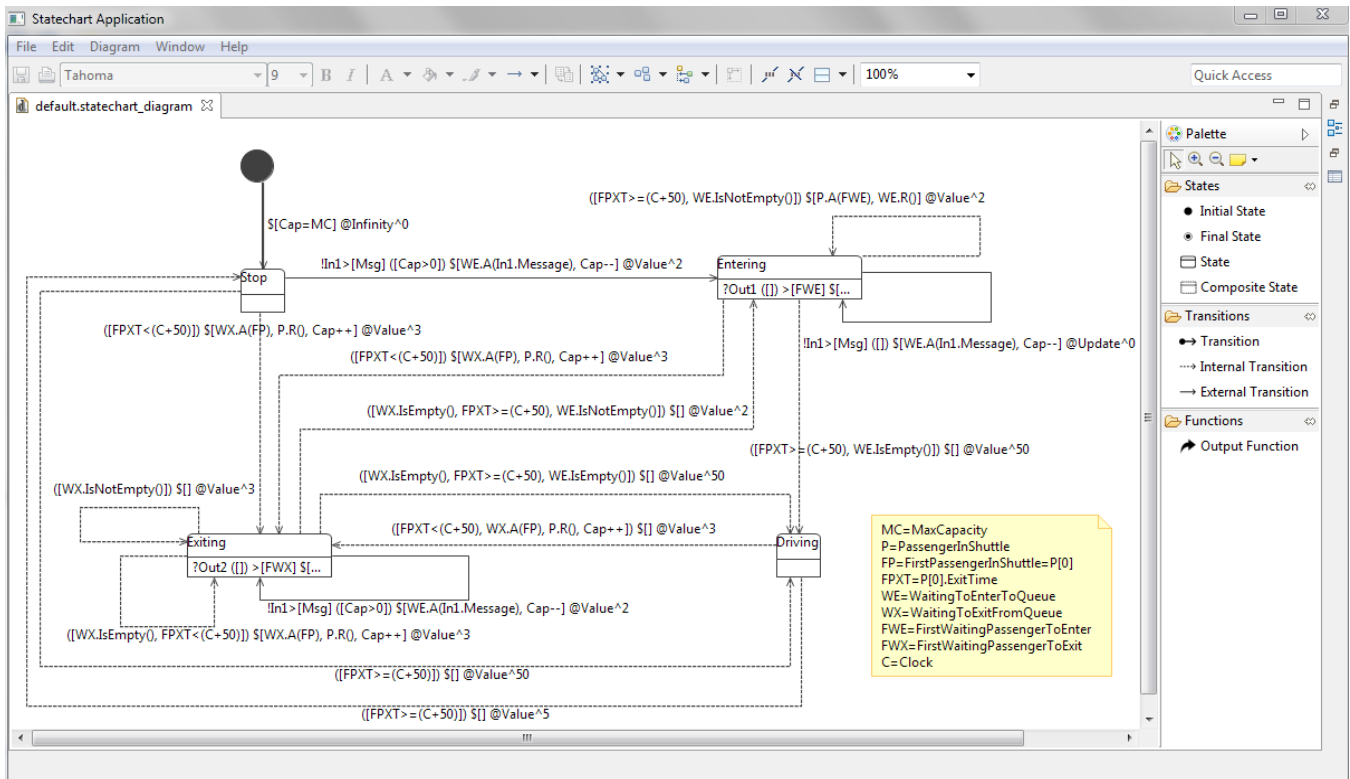 Statechart Application
File Edit Diagram Window Help
Tahoma 9 B I A 100% Quick Access
default.statechart_diagram
Palette
States
Initial State
Final State
State
Composite State
Transitions
Transition
Internal Transition
External Transition
Functions
Output Function
([FPXT>=(C+50), WE.IsNotEmpty()]) $[P.A(FWE), WE.R()] @Value^2
$[Cap=MC] @Infinity^0
!In1>[Msg] ([Cap>0]) $[WE.A(In1.Message), Cap--] @Value^2
Entering
Stop
?Out1 ([]) >[FWE] $[...
([FPXT<(C+50)]) $[WX.A(FP), P.R(), Cap++] @Value^3
!In1>[Msg] ([]) $[WE.A(In1.Message), Cap--] @Update^0
([FPXT<(C+50)]) $[WX.A(FP), P.R(), Cap++] @Value^3
([WX.IsEmpty(), FPXT>=(C+50), WE.IsNotEmpty()]) $[] @Value^2
([FPXT>=(C+50), WE.IsEmpty()]) $[] @Value^50
([WX.IsEmpty(), FPXT>=(C+50), WE.IsEmpty()]) $[] @Value^50
([WX.IsNotEmpty()]) $[] @Value^3
([FPXT<(C+50), WX.A(FP), P.R(), Cap++]) $[] @Value^3
Exiting
Driving
?Out2 ([]) >[FWX] $[...
!In1>[Msg] ([Cap>0]) $[WE.A(In1.Message), Cap--] @Value^2
([WX.IsEmpty(), FPXT<(C+50)]) $[WX.A(FP), P.R(), Cap++] @Value^3
([FPXT>=(C+50)]) $[] @Value^50
([FPXT>=(C+50)]) $[] @Value^5
MC=MaxCapacity
P=PassengerInShuttle
FP=FirstPassengerInShuttle=P[0]
FPXT=P[0].ExitTime
WE=WaitingToEnterToQueue
WX=WaitingToExitFromQueue
FWE=FirstWaitingPassengerToEnter
FWX=FirstWaitingPassengerToExit
C=Clock